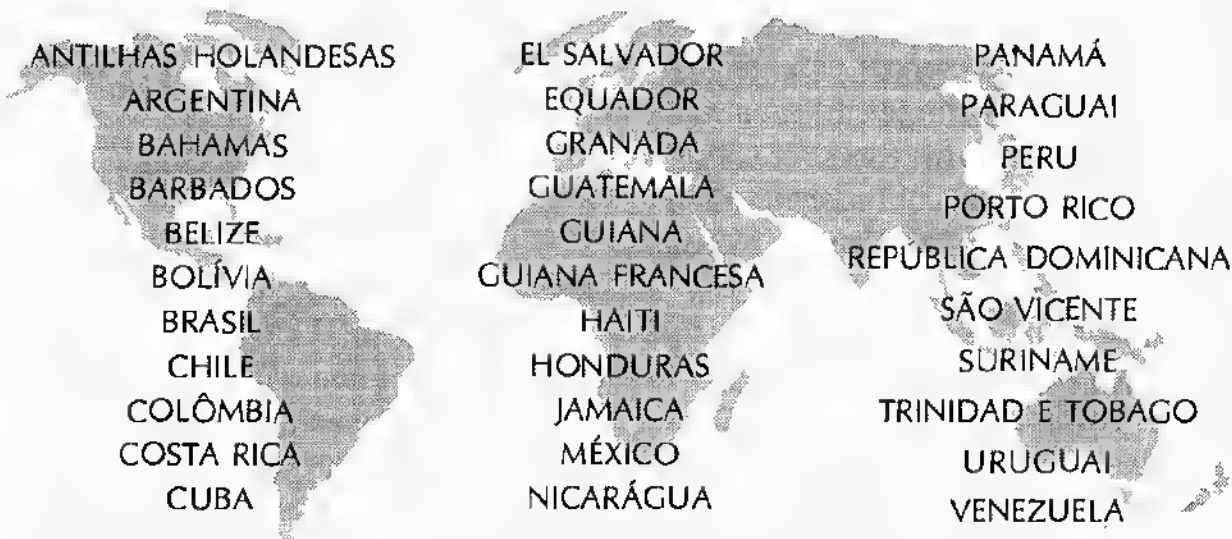 ANTILHAS HOLANDESAS
ARGENTINA
BAHAMAS
BARBADOS
BELIZE
BOLÍVIA
BRASIL
CHILE
COLÔMBIA
COSTA RICA
CUBA
EL SALVADOR
EQUADOR
GRANADA
GUATEMALA
GUIANA
GUIANA FRANCESA
HAITI
HONDURAS
JAMAICA
MÉXICO
NICARÁGUA
PANAMÁ
PARAGUAI
PERU
PORTO RICO
REPÚBLICA DOMINICANA
SÃO VICENTE
SURINAME
TRINIDAD E TOBAGO
URUGUAI
VENEZUELA